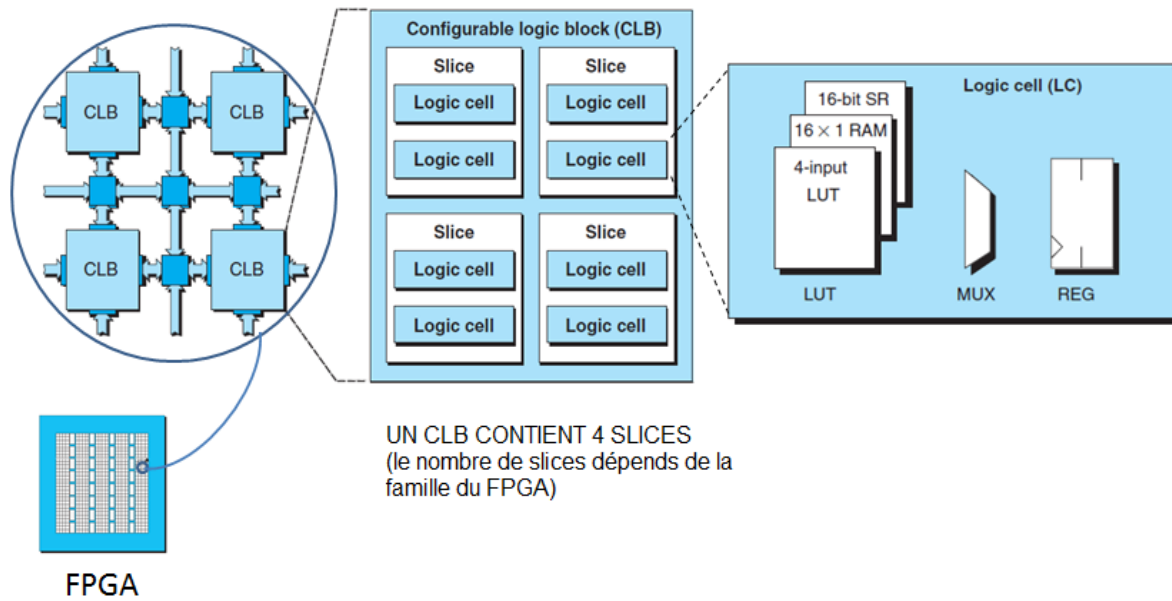 CLB
CLB
CLB
CLB
FPGA
Configurable logic block (CLB)
Slice
Logic cell
Logic cell
Slice
Logic cell
Logic cell
Slice
Logic cell
Logic cell
Slice
Logic cell
Logic cell
UN CLB CONTIENT 4 SLICES
(le nombre de slices dépends de la
famille du FPGA)
Logic cell (LC)
16-bit SR
16 × 1 RAM
4-input
LUT
LUT
MUX
REG